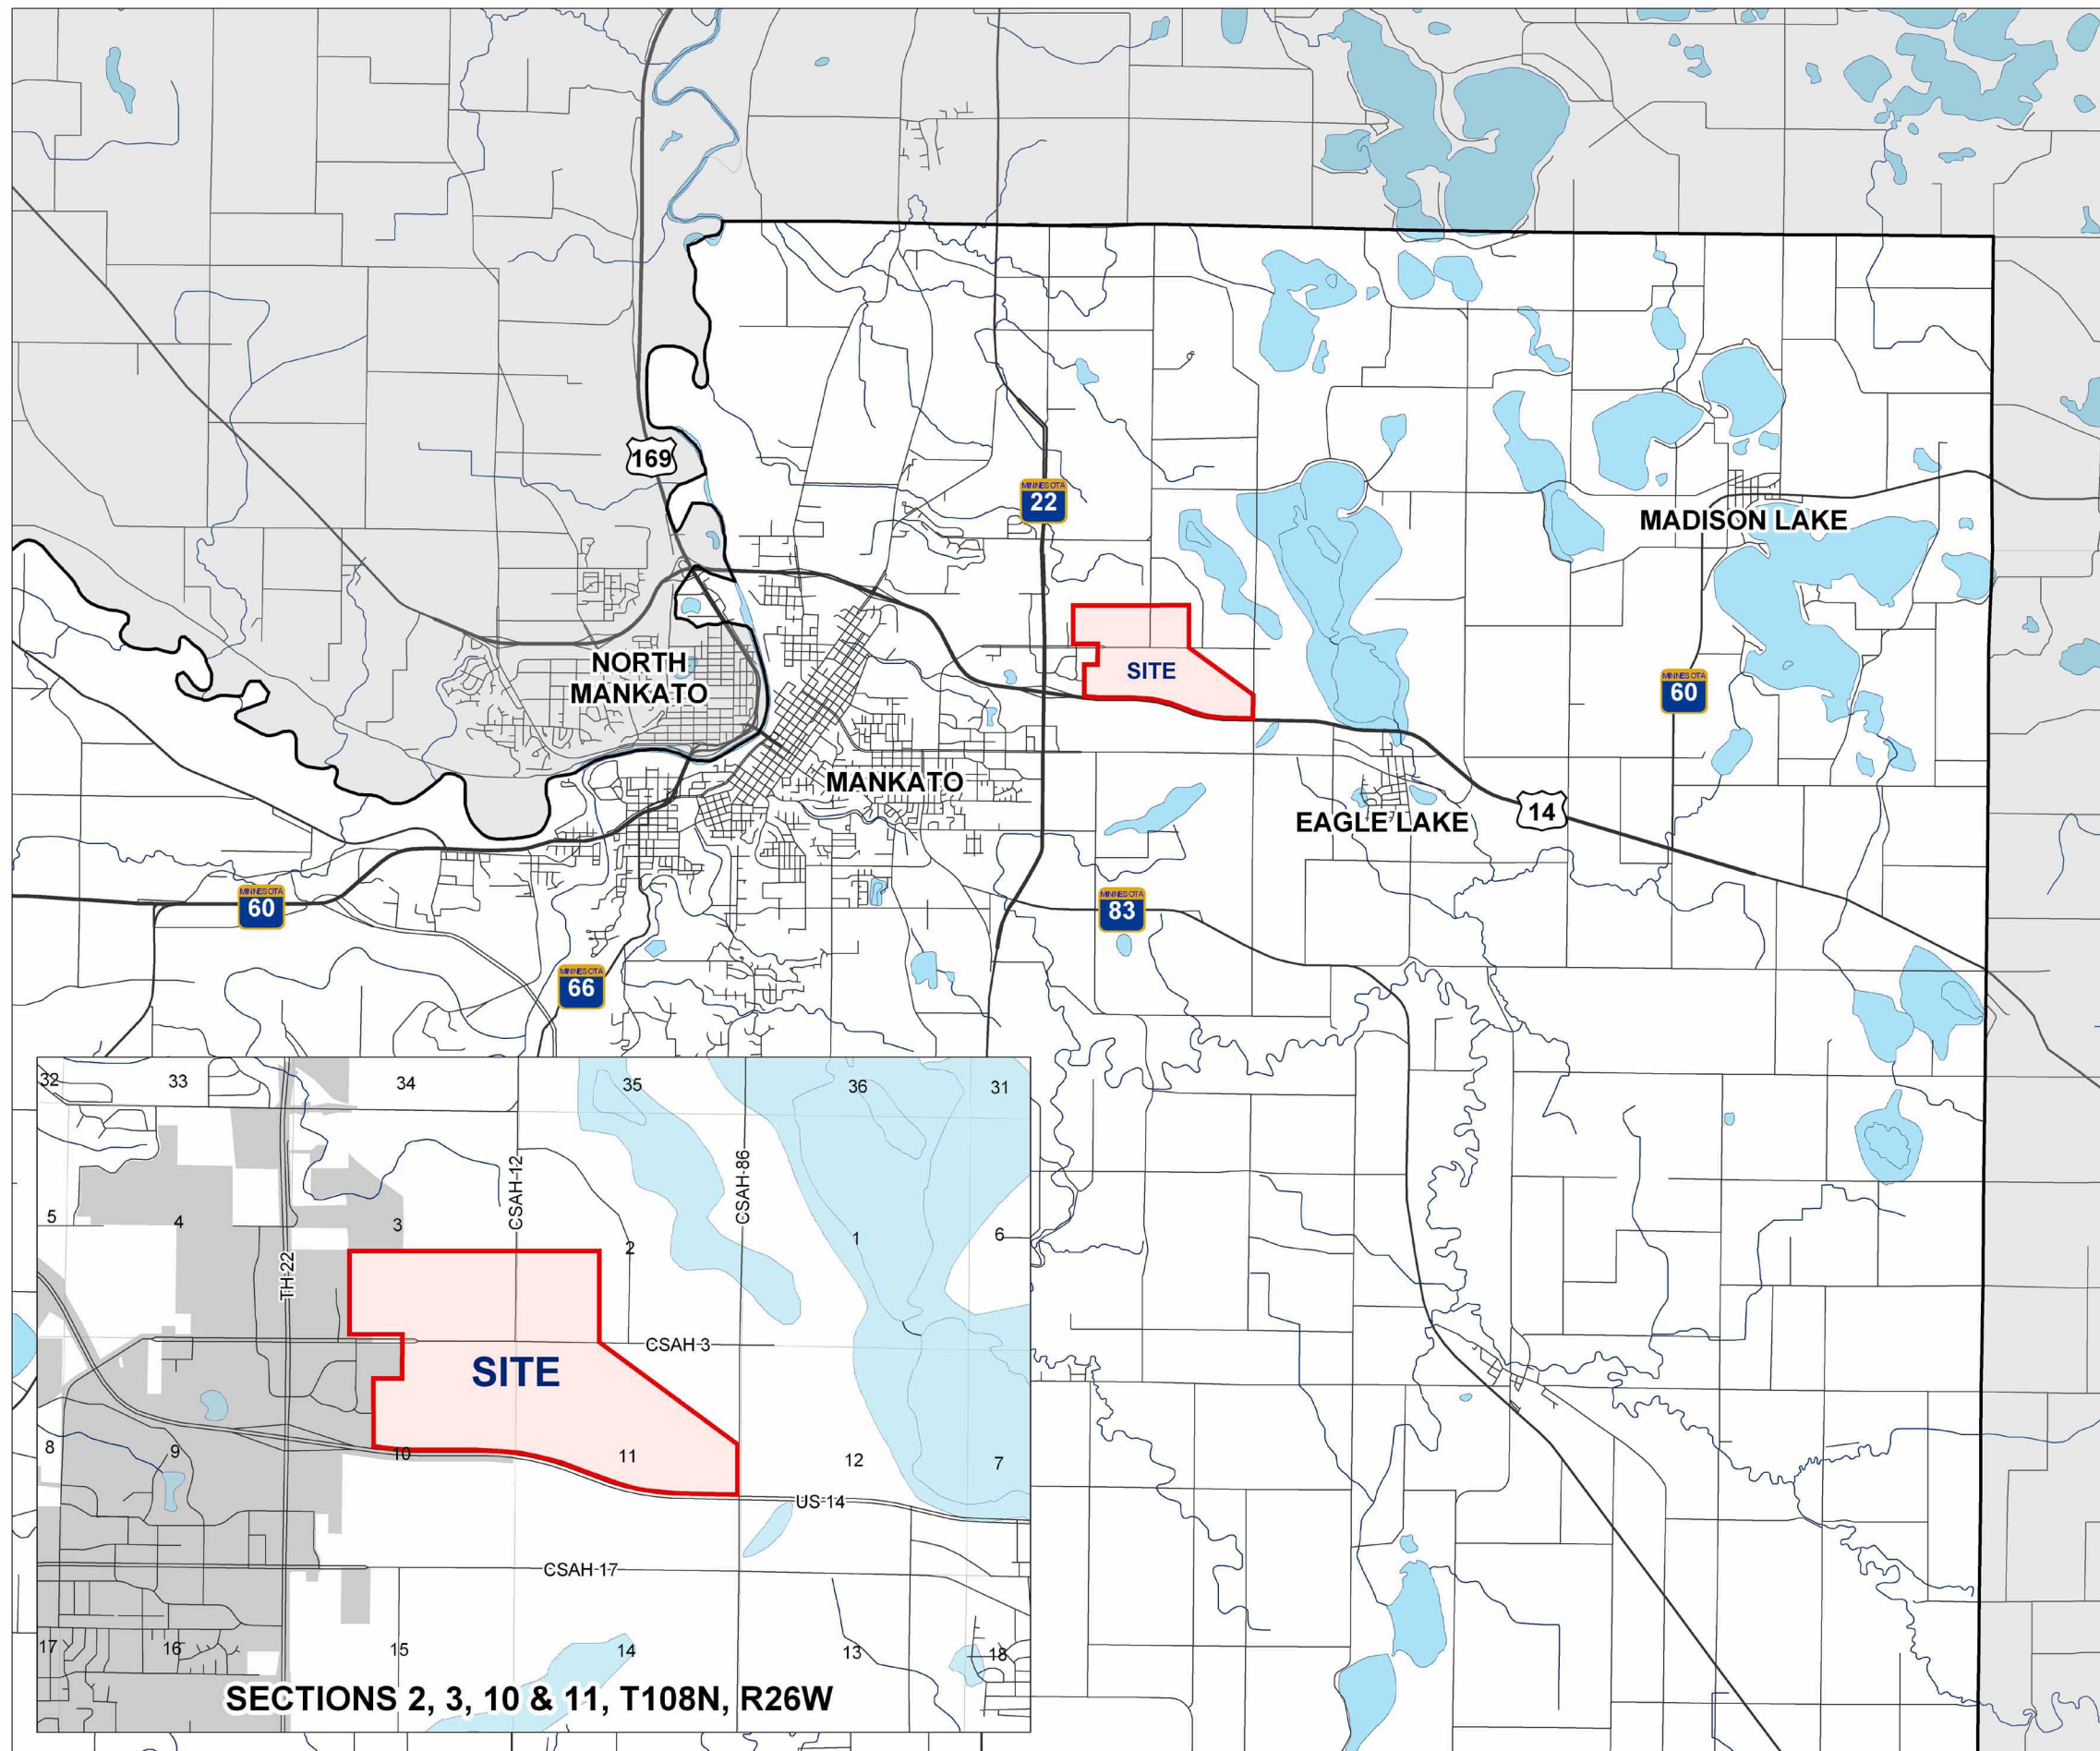 169
MINNESOTA
22
MADISON LAKE
NORTH
MANKATO
SITE
MINNESOTA
60
MANKATO
EAGLE LAKE
14
MINNESOTA
60
MINNESOTA
83
MINNESOTA
66
32
33
34
35
36
31
CSAH-12
CSAH-86
5
4
3
2
1
6
TH-22
CSAH-3
SITE
8
9
10
11
12
7
US-14
CSAH-17
17
16
15
14
13
18
SECTIONS 2, 3, 10 & 11, T108N, R26W